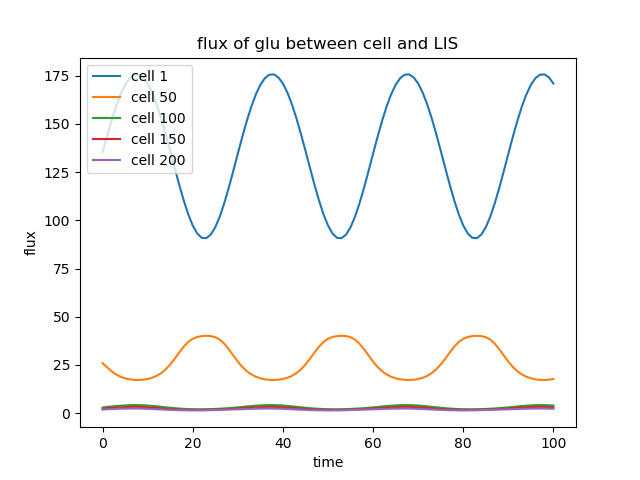 flux of glu between cell and LIS
cell 1
cell 50
cell 100
cell 150
cell 200
175
150
125
100
75
50
25
0
flux
0 20 40 60 80 100
time